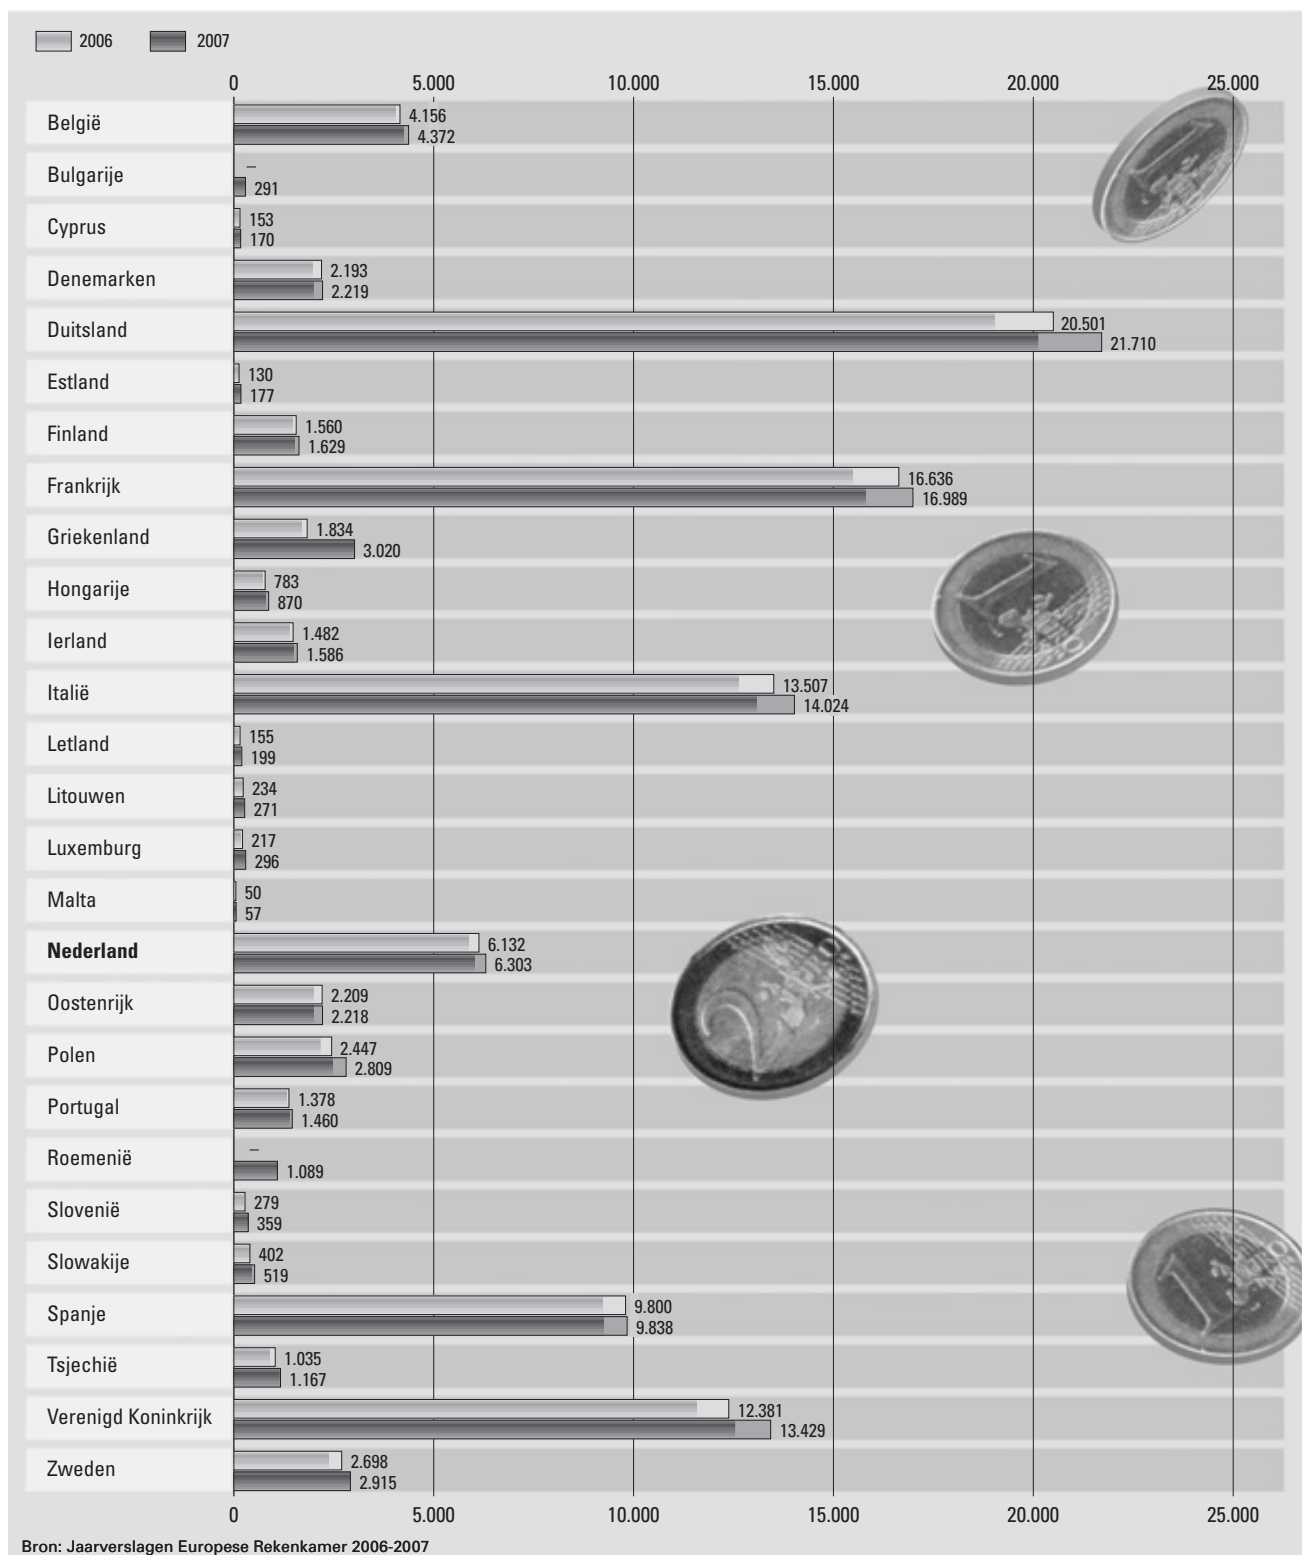 2006 2007
0 5.000 10.000 15.000 20.000 25.000
België 4.156
4.372
Bulgarije –
291
Cyprus 153
170
Denemarken 2.193
2.219
Duitsland 20.501
21.710
Estland 130
177
Finland 1.560
1.629
Frankrijk 16.636
16.989
Griekenland 1.834
3.020
Hongarije 783
870
Ierland 1.482
1.586
Italië 13.507
14.024
Letland 155
199
Litouwen 234
271
Luxemburg 217
296
Malta 50
57
Nederland 6.132
6.303
Oostenrijk 2.209
2.218
Polen 2.447
2.809
Portugal 1.378
1.460
Roemenië –
1.089
Slovenië 279
359
Slowakije 402
519
Spanje 9.800
9.838
Tsjechië 1.035
1.167
Verenigd Koninkrijk 12.381
13.429
Zweden 2.698
2.915
0 5.000 10.000 15.000 20.000 25.000
Bron: Jaarverslagen Europese Rekenkamer 2006-2007